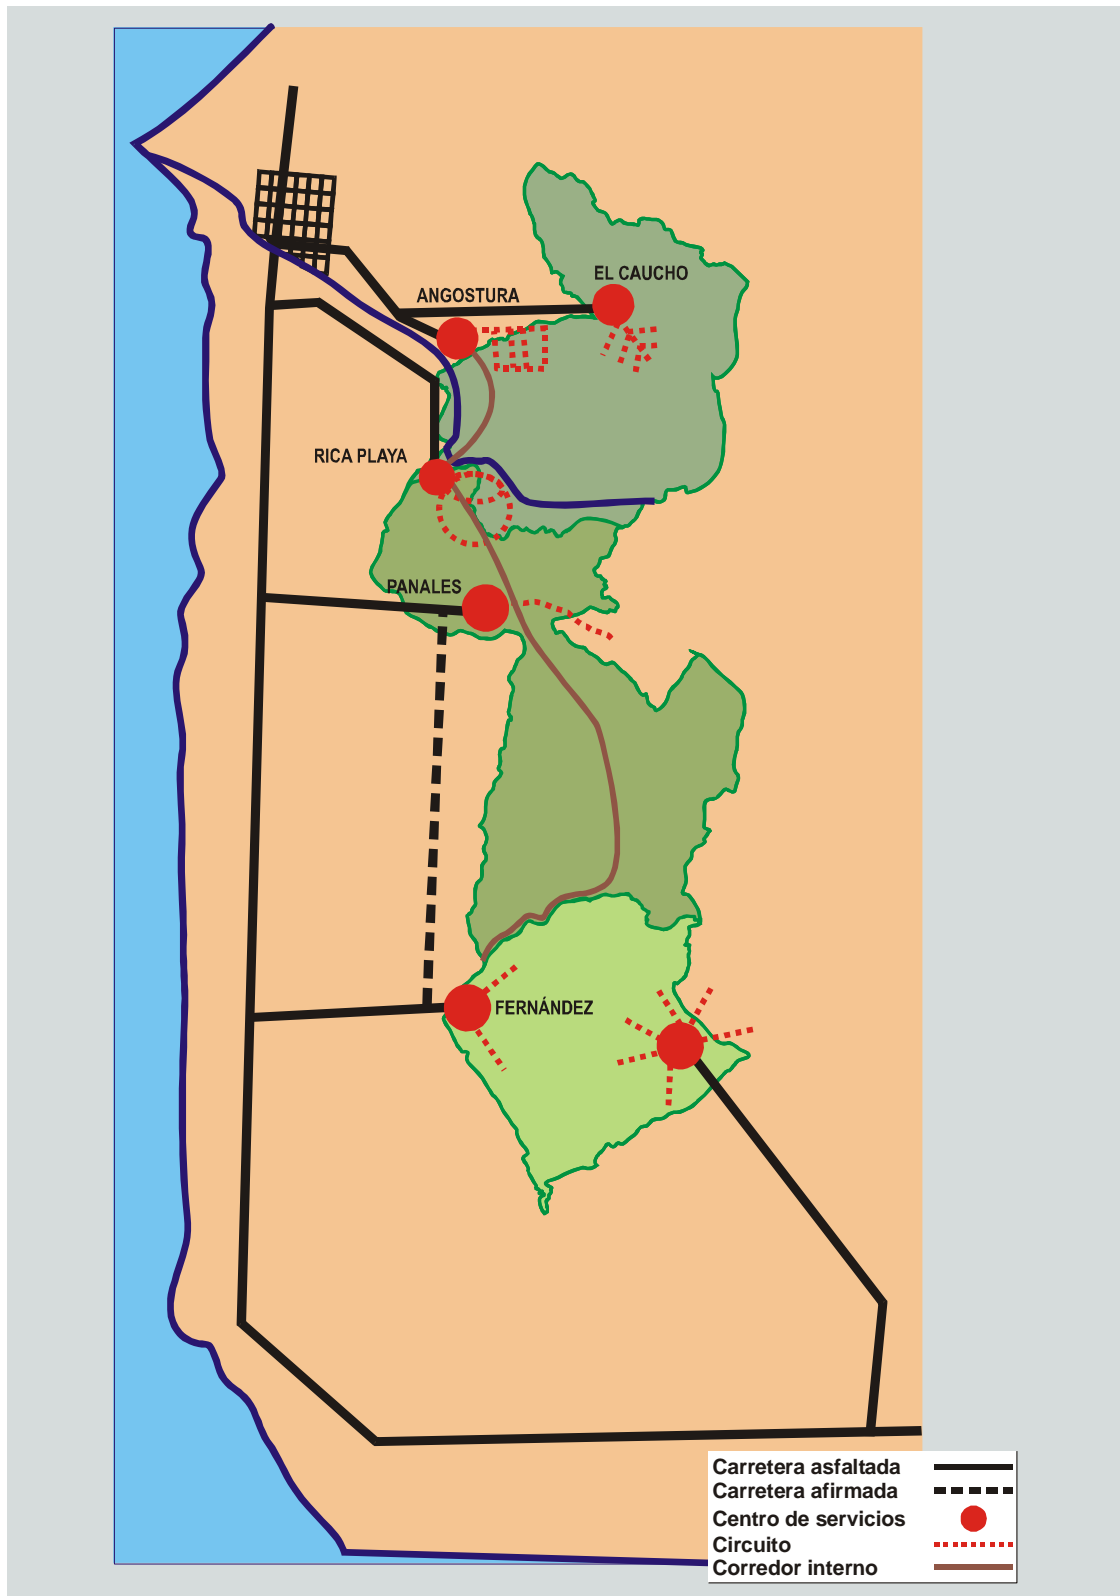 EL CAUCHO
ANGOSTURA
RICA PLAYA
PANALES
FERNÁNDEZ
Carretera asfaltada
Carretera afirmada
Centro de servicios
Circuito
Corredor interno